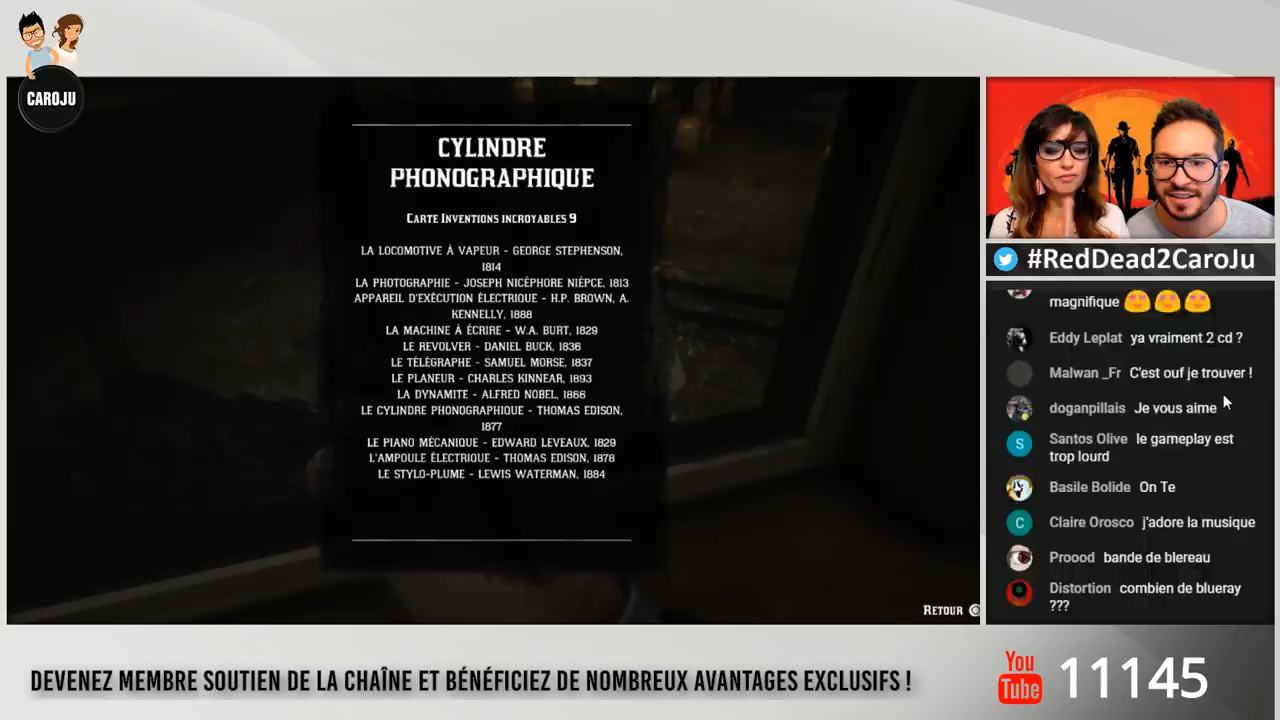 CAROJU
CYLINDRE
PHONOGRAPHIQUE
CARTE INVENTIONS INCROYABLES 9
LA LOCOMOTIVE À VAPEUR - GEORGE STEPHENSON,
1814
LA PHOTOGRAPHIE - JOSEPH NICÉPHORE NIÉPCE, 1813
APPAREIL D'EXÉCUTION ÉLECTRIQUE - H.P. BROWN, A.
KENNELLY, 1888
LA MACHINE À ÉCRIRE - W.A. BURT, 1829
LE REVOLVER - DANIEL BUCK, 1836
LE TÉLÉGRAPHE - SAMUEL MORSE, 1837
LE PLANEUR - CHARLES KINNEAR, 1893
LA DYNAMITE - ALFRED NOBEL, 1866
LE CYLINDRE PHONOGRAPHIQUE - THOMAS EDISON,
1877
LE PIANO MÉCANIQUE - EDWARD LEVEAUX, 1829
L'AMPOULE ÉLECTRIQUE - THOMAS EDISON, 1878
LE STYLO-PLUME - LEWIS WATERMAN, 1884
RETOUR
#RedDead2CaroJu
magnifique 😍 😍 😍
Eddy Leplat ya vraiment 2 cd ?
Malwan _Fr C'est ouf je trouver !
doganpillais Je vous aime
S Santos Olive le gameplay est
trop lourd
Basile Bolide On Te
C Claire Orosco j'adore la musique
Proood bande de blereau
Distortion combien de blueray
???
DEVENEZ MEMBRE SOUTIEN DE LA CHAÎNE ET BÉNÉFICIEZ DE NOMBREUX AVANTAGES EXCLUSIFS !
You
Tube 11145